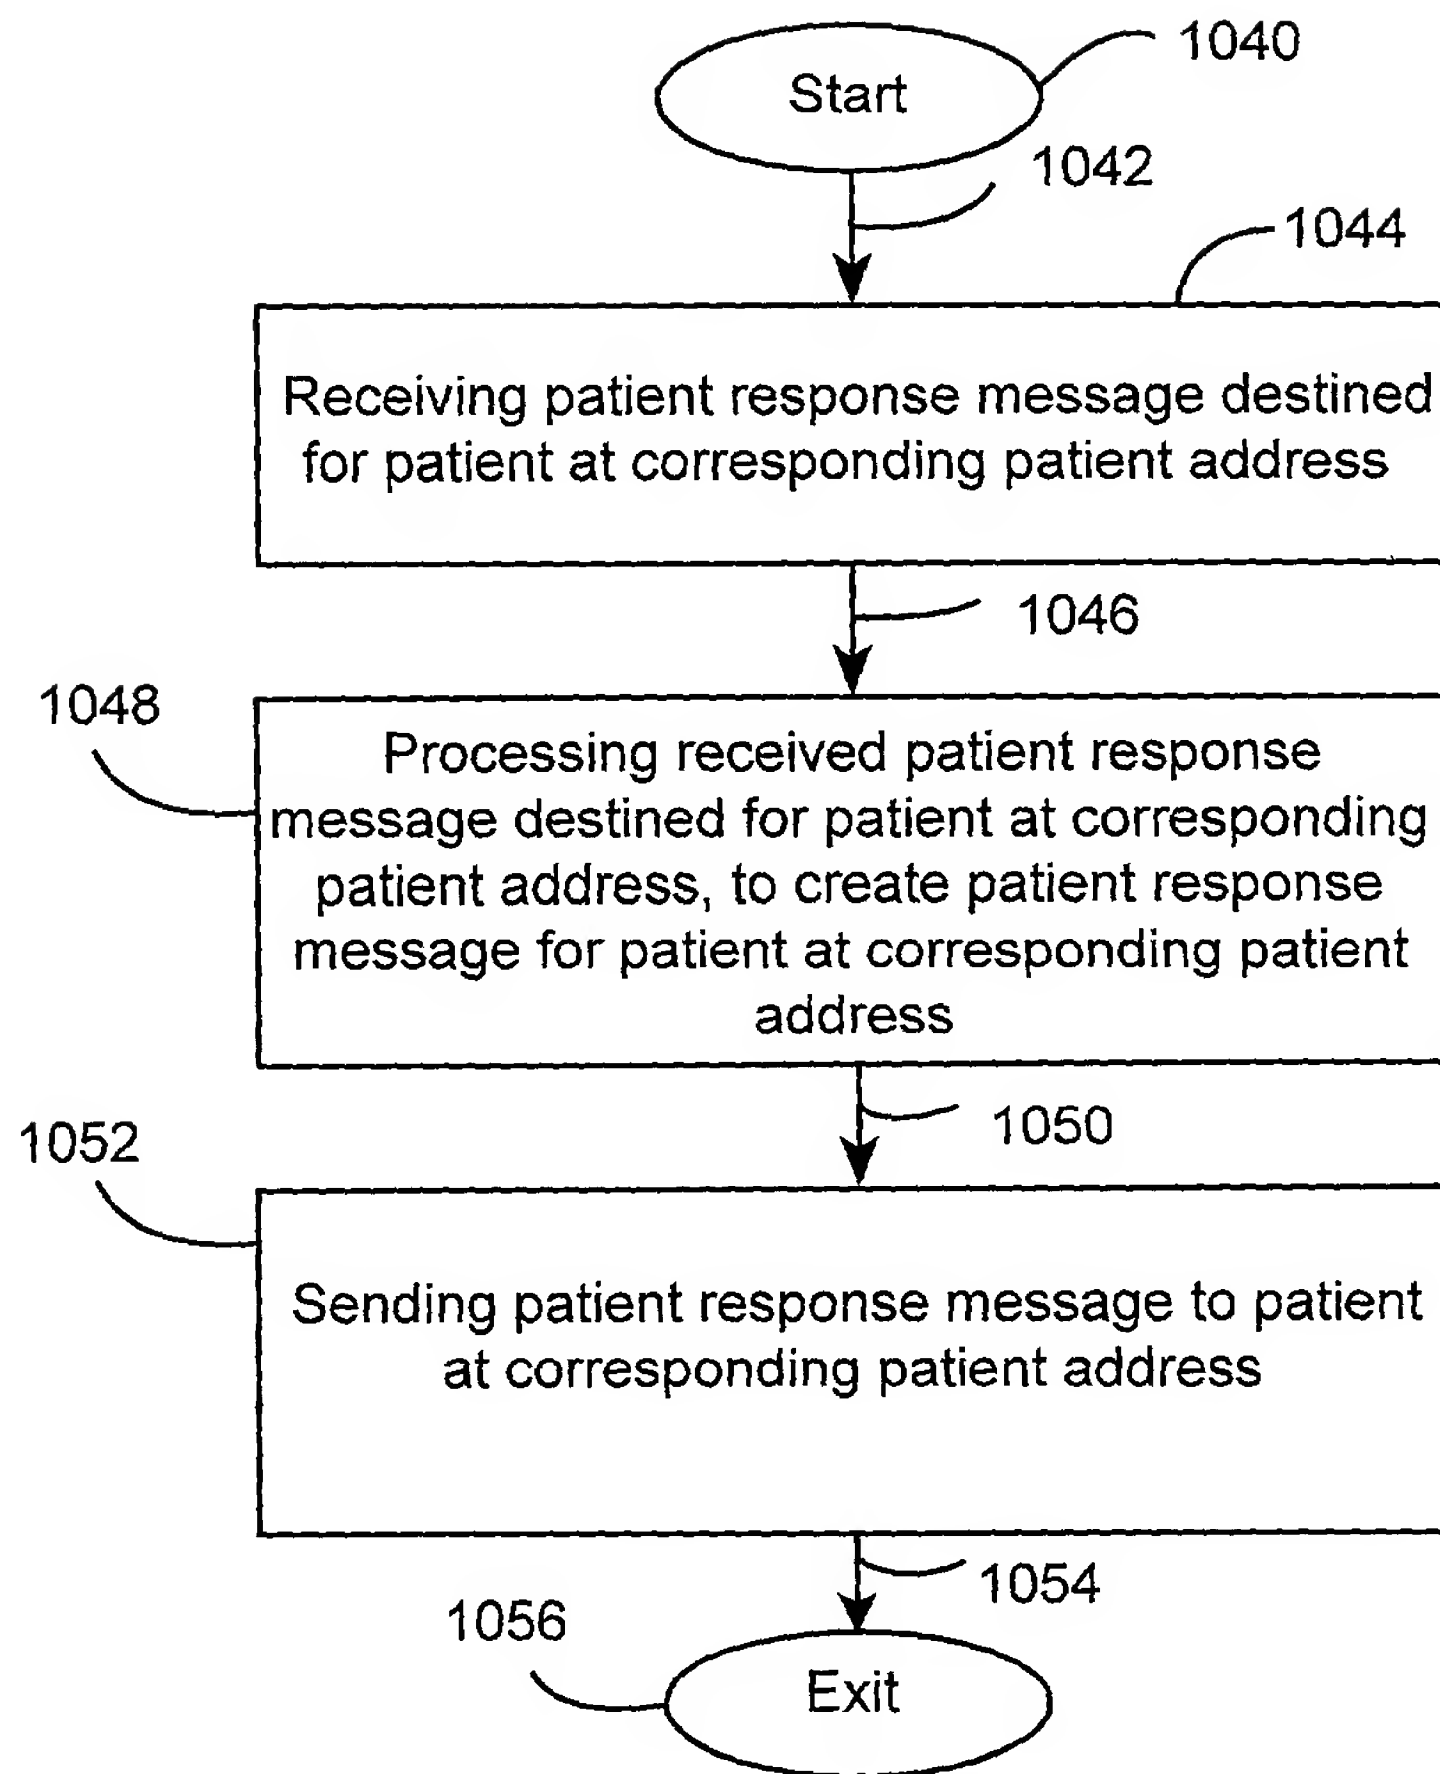 1040
Start
1042
1044
Receiving patient response message destined
for patient at corresponding patient address
1046
1048
Processing received patient response
message destined for patient at corresponding
patient address, to create patient response
message for patient at corresponding patient
address
1050
1052
Sending patient response message to patient
at corresponding patient address
1054
1056
Exit